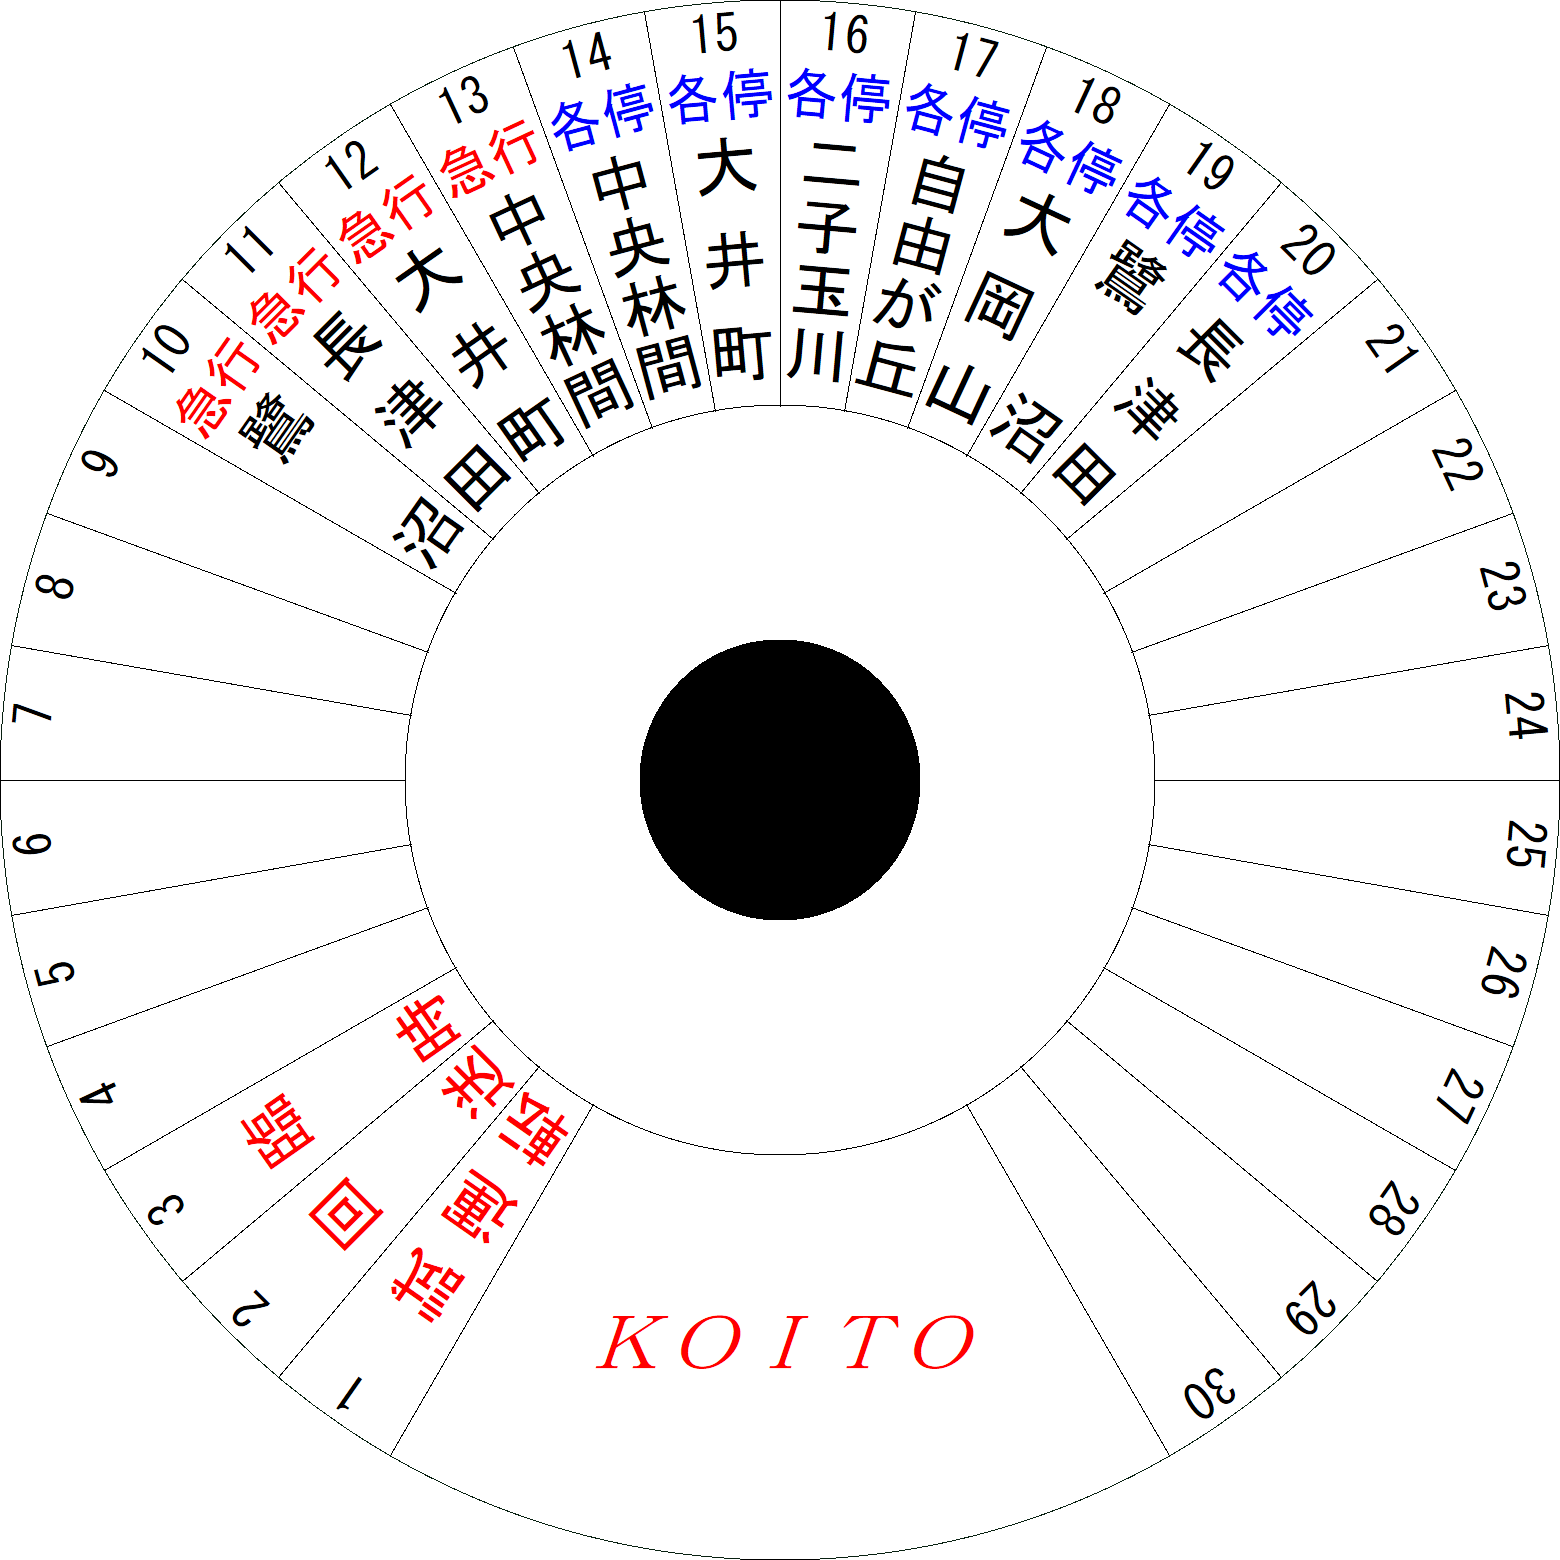 1 試運転
2 回送
3 臨時
4
5
6
7
8
9
10 急行 鷺沼
11 急行 長津田
12 急行 大井町
13 急行 中央林間
14 各停 中央林間
15 各停 大井町
16 各停 二子玉川
17 各停 自由が丘
18 各停 大岡山
19 各停 鷺沼
20 各停 長津田
21
22
23
24
25
26
27
28
29
30
KOITO